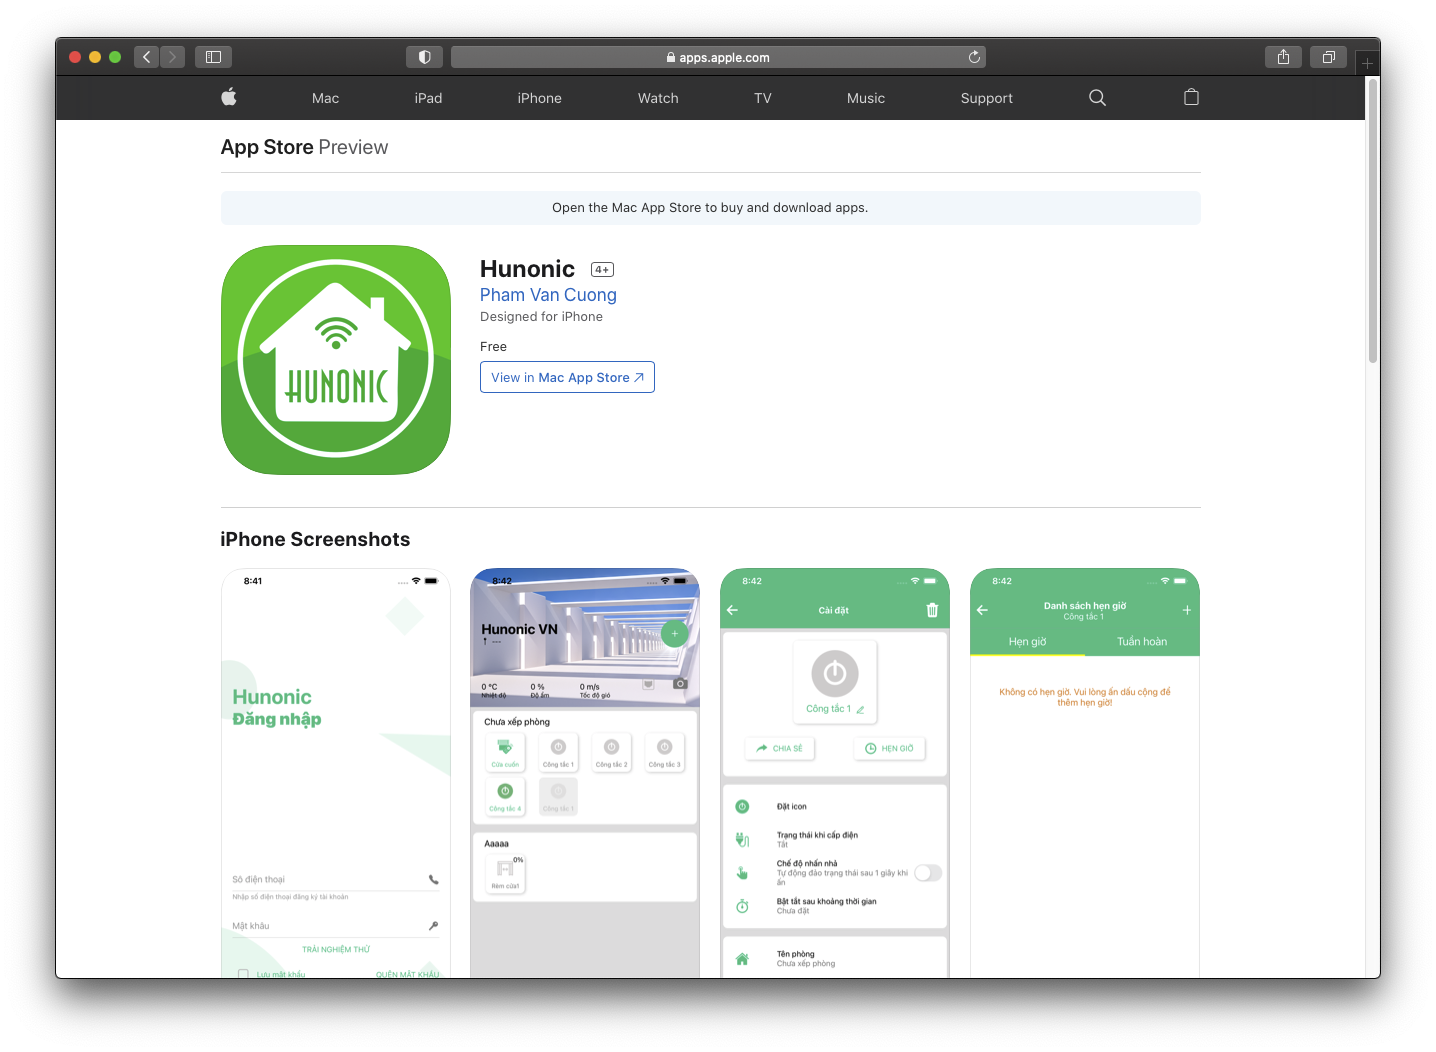 apps.apple.com
Mac
iPad
iPhone
Watch
TV
Music
Support
App Store Preview
Open the Mac App Store to buy and download apps.
HUNONIC
Hunonic 4+
Pham Van Cuong
Designed for iPhone
Free
View in Mac App Store
iPhone Screenshots
8:41
Hunonic
Đăng nhập
Số điện thoại
Nhập số điện thoại đăng ký tài khoản
Mật khẩu
TRẢI NGHIỆM THỬ
Lưu mật khẩu
QUÊN MẬT KHẨU
8:42
Hunonic VN
0 °C
Nhiệt độ
0 %
Độ ẩm
0 m/s
Tốc độ gió
Chưa xếp phòng
Cửa cuốn
Công tắc 1
Công tắc 2
Công tắc 3
Công tắc 4
Công tắc 1
Aaaaa
0%
Rèm cửa1
8:42
Cài đặt
Công tắc 1
CHIA SẺ
HẸN GIỜ
Đặt icon
Trạng thái khi cấp điện
Tắt
Chế độ nhấn nhả
Tự động đảo trạng thái sau 1 giây khi
ấn
Bật tắt sau khoảng thời gian
Chưa đặt
Tên phòng
Chưa xếp phòng
8:42
Danh sách hẹn giờ
Công tắc 1
Hẹn giờ
Tuần hoàn
Không có hẹn giờ. Vui lòng ấn dấu cộng để
thêm hẹn giờ!